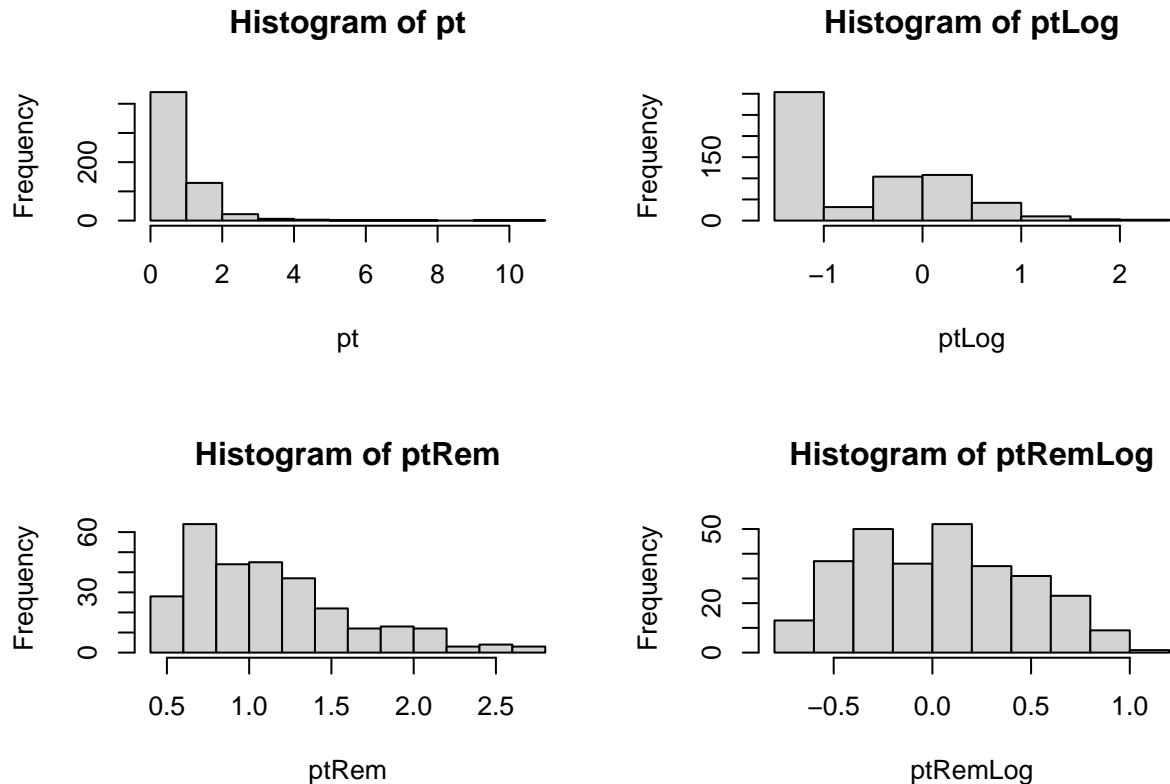 Histogram of pt
Frequency
0 200
0 2 4 6 8 10
pt
Histogram of ptLog
Frequency
0 150
−1 0 1 2
ptLog
Histogram of ptRem
Frequency
0 30 60
0.5 1.0 1.5 2.0 2.5
ptRem
Histogram of ptRemLog
Frequency
0 20 50
−0.5 0.0 0.5 1.0
ptRemLog